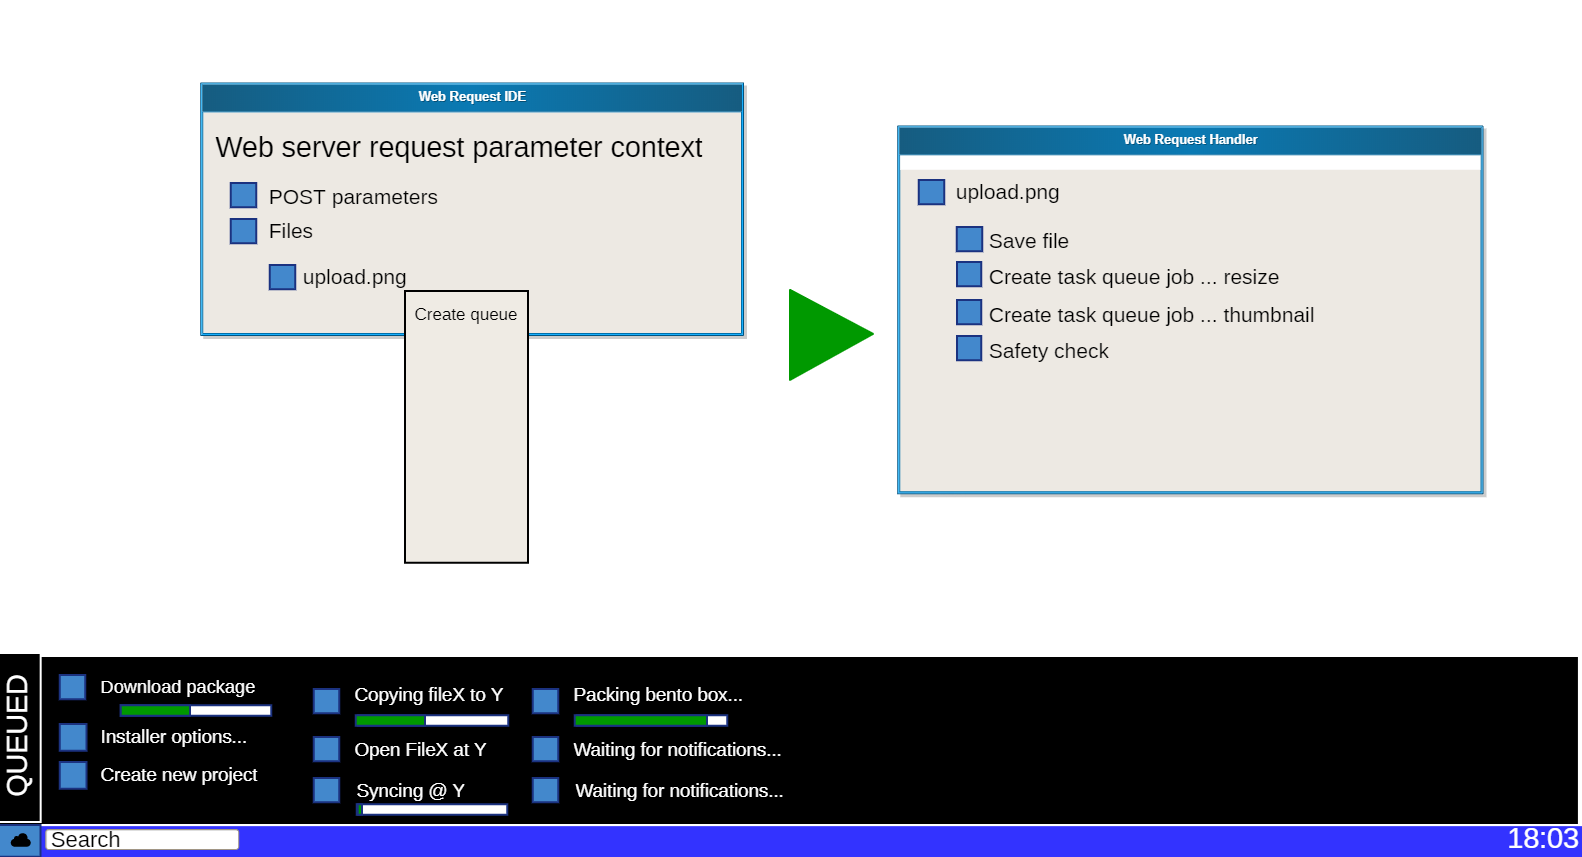 Web Request IDE
Web server request parameter context
POST parameters
Files
upload.png
Create queue
Web Request Handler
upload.png
Save file
Create task queue job ... resize
Create task queue job ... thumbnail
Safety check
QUEUED
Download package
Installer options...
Create new project
Copying fileX to Y
Open FileX at Y
Syncing @ Y
Packing bento box...
Waiting for notifications...
Waiting for notifications...
Search
18:03